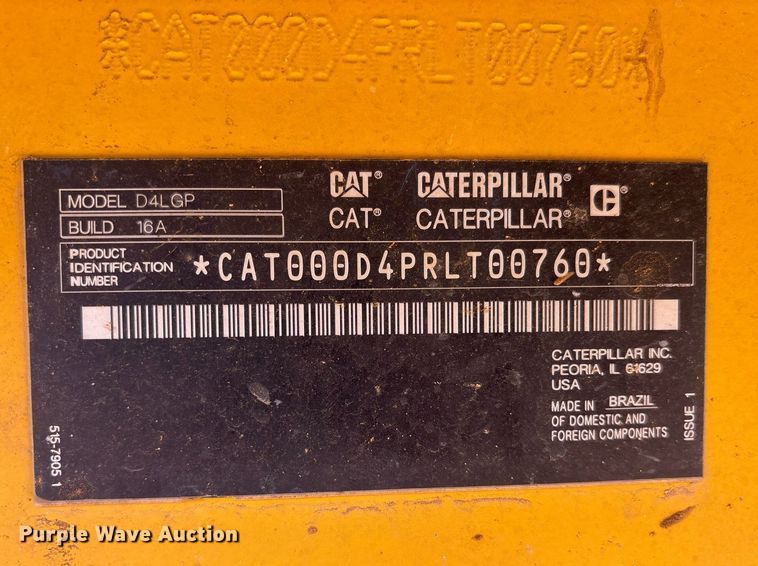 *CAT000D4PRLT00760*
CAT CATERPILLAR
MODEL D4LGP
CAT® CATERPILLAR®
BUILD 16A
PRODUCT IDENTIFICATION NUMBER *CAT000D4PRLT00760*
CATERPILLAR INC.
PEORIA, IL 61629
USA
MADE IN BRAZIL
OF DOMESTIC AND
FOREIGN COMPONENTS
ISSUE 1
515-7905 1
Purple Wave Auction